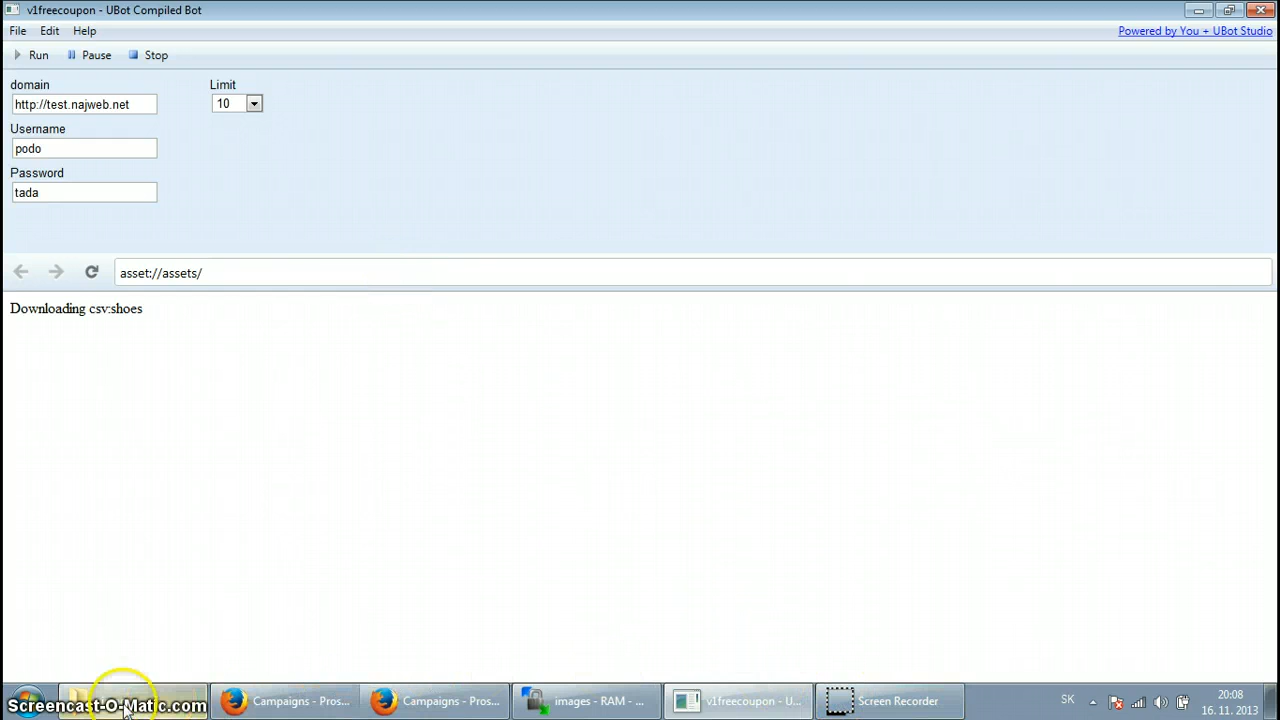 v1freecoupon - UBot Compiled Bot
File Edit Help
Powered by You + UBot Studio
Run Pause Stop
domain
Limit
http://test.najweb.net
10
Username
podo
Password
tada
asset://assets/
Downloading csv:shoes
Screencast-O-Matic.com
Campaigns - Pros...
Campaigns - Pros...
images - RAM - ...
v1freecoupon - U...
Screen Recorder
SK
20:08
16. 11. 2013